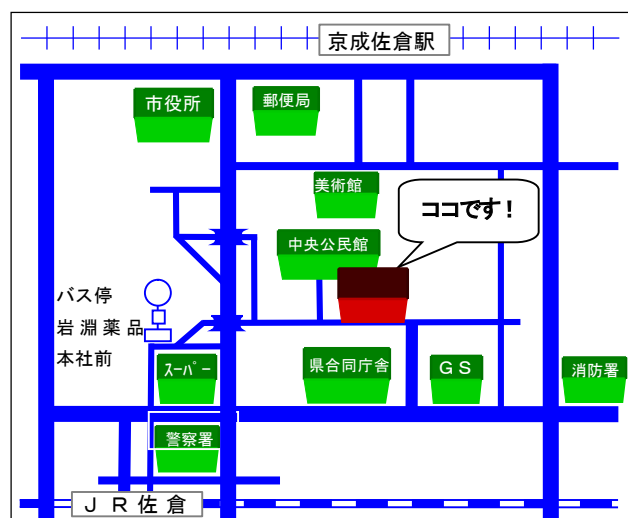 京成佐倉駅
市役所
郵便局
美術館
ココです！
中央公民館
バス停
岩淵薬品
本社前
スーパー
県合同庁舎
ＧＳ
消防署
警察署
ＪＲ佐倉